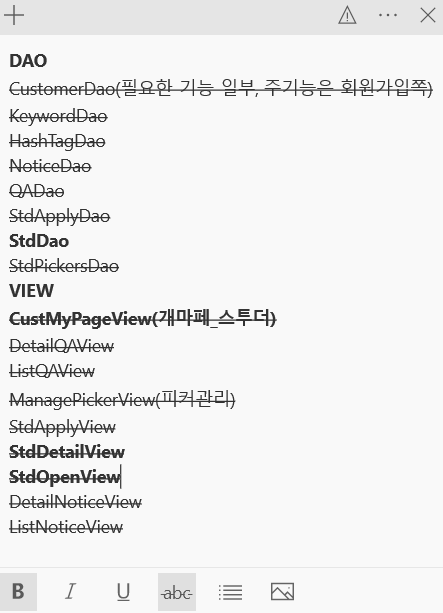 DAO
CustomerDao(필요한 기능 일부, 주기능은 회원가입쪽)
KeywordDao
HashTagDao
NoticeDao
QADao
StdApplyDao
StdDao
StdPickersDao
VIEW
CustMyPageView(개마페_스투더)
DetailQAView
ListQAView
ManagePickerView(피커관리)
StdApplyView
StdDetailView
StdOpenView
DetailNoticeView
ListNoticeView
B I U abc